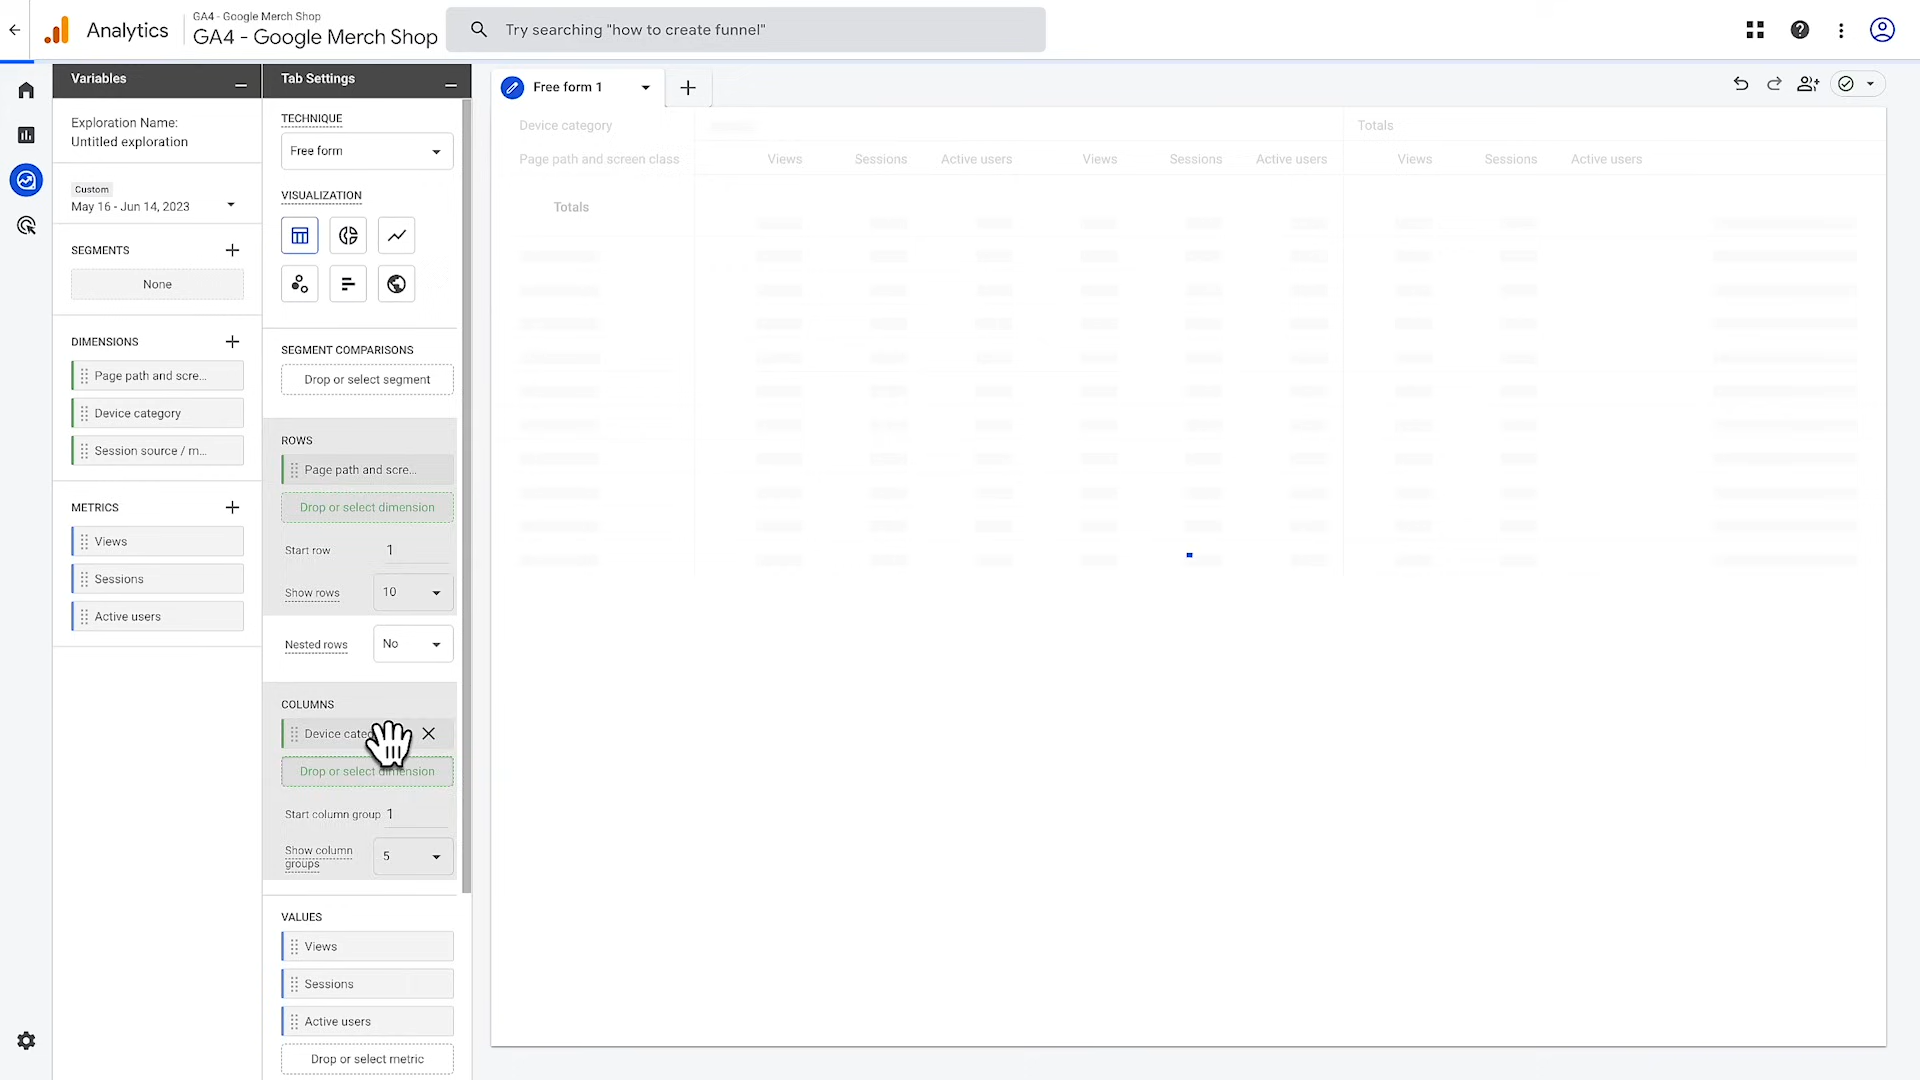 Analytics
GA4 - Google Merch Shop
GA4 - Google Merch Shop
Try searching "how to create funnel"
Variables
Exploration Name:
Untitled exploration
Custom
May 16 - Jun 14, 2023
SEGMENTS
None
DIMENSIONS
Page path and scre...
Device category
Session source / m...
METRICS
Views
Sessions
Active users
Tab Settings
TECHNIQUE
Free form
VISUALIZATION
SEGMENT COMPARISONS
Drop or select segment
ROWS
Page path and scre...
Drop or select dimension
Start row 1
Show rows 10
Nested rows No
COLUMNS
Device categ
Drop or select dimension
Start column group 1
Show column
groups 5
VALUES
Views
Sessions
Active users
Drop or select metric
Free form 1
Device category Totals
Page path and screen class Views Sessions Active users Views Sessions Active users Views Sessions Active users
Totals